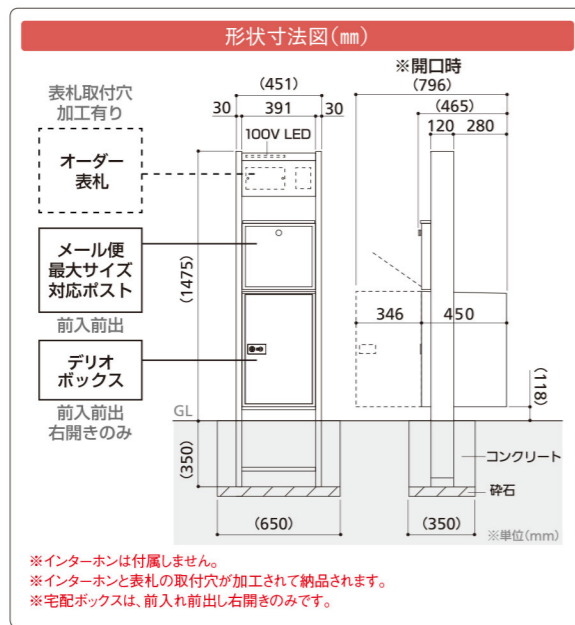 形状寸法図(㎜)
※開口時
(451)
(796)
表札取付穴
加工有り
30 391 30
(465)
100V LED
120 280
オーダー
表札
メール便
最大サイズ
対応ポスト
前入前出
(1475)
346 450
デリオ
ボックス
前入前出
右開きのみ
(118)
GL
(350)
コンクリート
砕石
(650)
(350)
※単位(mm)
※インターホンは付属しません。
※インターホンと表札の取付穴が加工されて納品されます。
※宅配ボックスは、前入れ前出し右開きのみです。